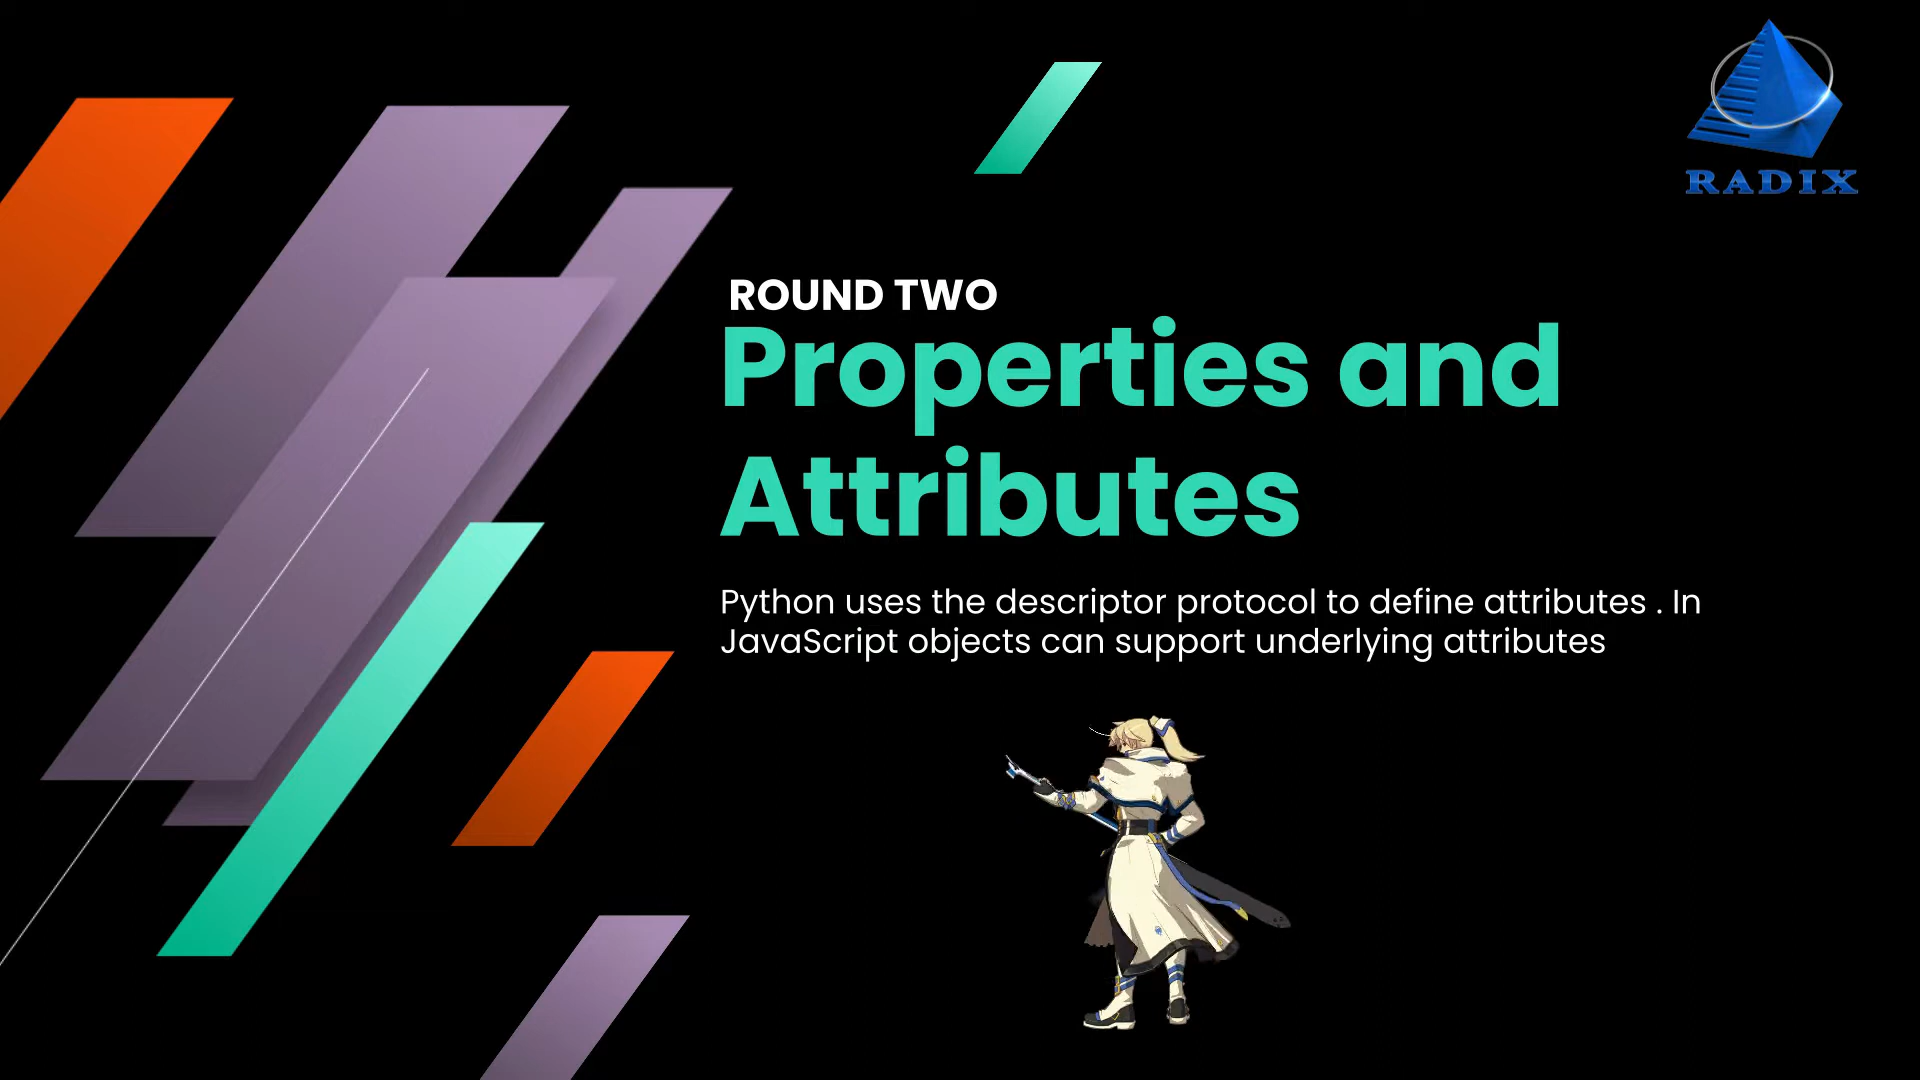 RADIX
ROUND TWO
Properties and
Attributes
Python uses the descriptor protocol to define attributes . In
JavaScript objects can support underlying attributes